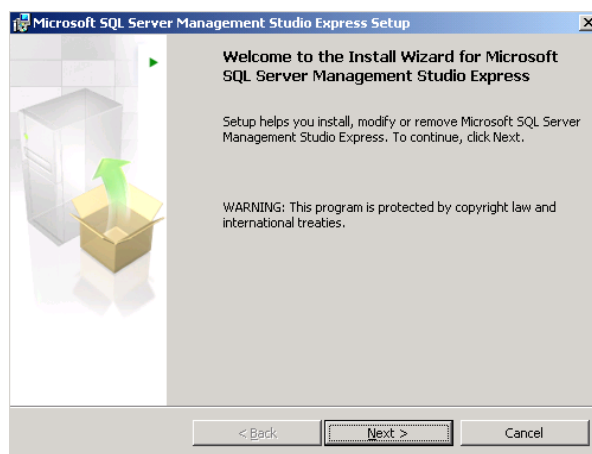 Microsoft SQL Server Management Studio Express Setup
Welcome to the Install Wizard for Microsoft
SQL Server Management Studio Express
Setup helps you install, modify or remove Microsoft SQL Server
Management Studio Express. To continue, click Next.
WARNING: This program is protected by copyright law and
international treaties.
< Back
Next >
Cancel